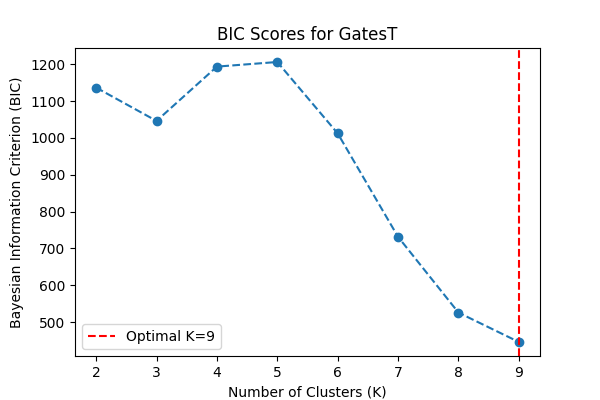 BIC Scores for GatesT
Bayesian Information Criterion (BIC)
1200
1100
1000
900
800
700
600
500
Optimal K=9
2 3 4 5 6 7 8 9
Number of Clusters (K)